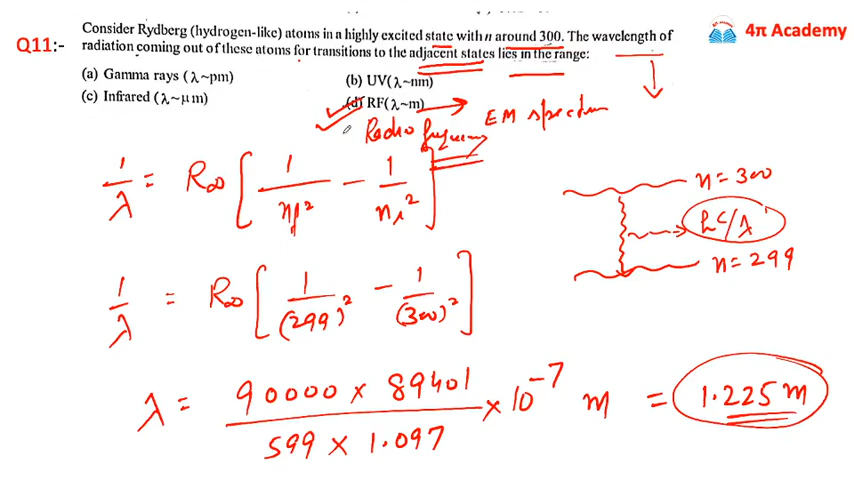 4π Academy
Q11:- Consider Rydberg (hydrogen-like) atoms in a highly excited state with n around 300. The wavelength of
radiation coming out of these atoms for transitions to the adjacent states lies in the range:
(a) Gamma rays (λ~pm) (b) UV(λ~nm)
(c) Infrared (λ~μm) (d) RF(λ~m) → EM spectrum
Radio frequency
1/λ = R∞ [ 1/nf² − 1/ni² ]
n = 300
hc/λ
n = 299
1/λ = R∞ [ 1/(299)² − 1/(300)² ]
λ = 90000 × 89401 / 599 × 1.097 × 10⁻⁷ m = 1.225 m